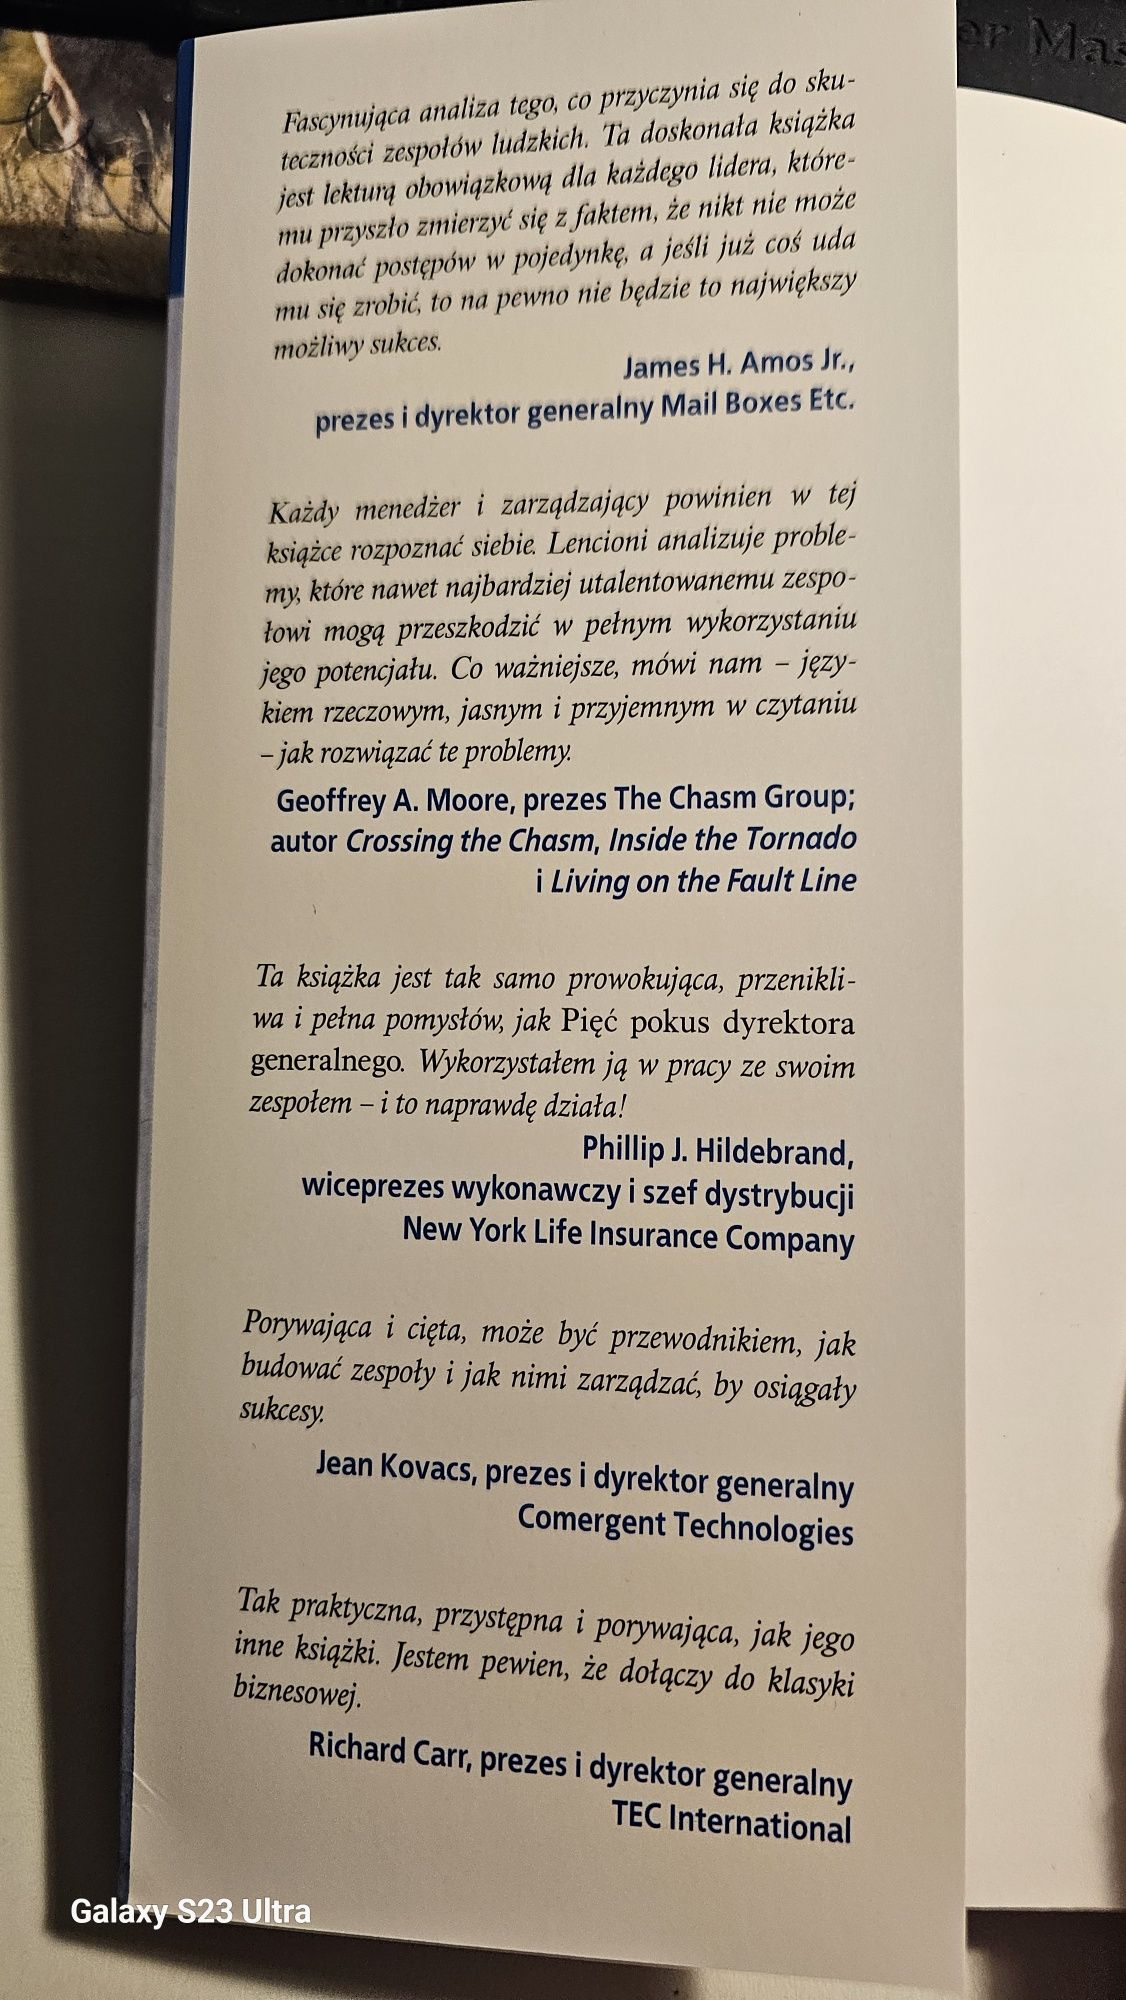 er Mas
Fascynująca analiza tego, co przyczynia się do sku-
teczności zespołów ludzkich. Ta doskonała książka
jest lekturą obowiązkową dla każdego lidera, które-
mu przyszło zmierzyć się z faktem, że nikt nie może
dokonać postępów w pojedynkę, a jeśli już coś uda
mu się zrobić, to na pewno nie będzie to największy
możliwy sukces.
James H. Amos Jr.,
prezes i dyrektor generalny Mail Boxes Etc.
Każdy menedżer i zarządzający powinien w tej
książce rozpoznać siebie. Lencioni analizuje proble-
my, które nawet najbardziej utalentowanemu zespo-
łowi mogą przeszkodzić w pełnym wykorzystaniu
jego potencjału. Co ważniejsze, mówi nam – języ-
kiem rzeczowym, jasnym i przyjemnym w czytaniu
– jak rozwiązać te problemy.
Geoffrey A. Moore, prezes The Chasm Group;
autor Crossing the Chasm, Inside the Tornado
i Living on the Fault Line
Ta książka jest tak samo prowokująca, przenikli-
wa i pełna pomysłów, jak Pięć pokus dyrektora
generalnego. Wykorzystałem ją w pracy ze swoim
zespołem – i to naprawdę działa!
Phillip J. Hildebrand,
wiceprezes wykonawczy i szef dystrybucji
New York Life Insurance Company
Porywająca i cięta, może być przewodnikiem, jak
budować zespoły i jak nimi zarządzać, by osiągały
sukcesy.
Jean Kovacs, prezes i dyrektor generalny
Comergent Technologies
Tak praktyczna, przystępna i porywająca, jak jego
inne książki. Jestem pewien, że dołączy do klasyki
biznesowej.
Richard Carr, prezes i dyrektor generalny
TEC International
Galaxy S23 Ultra